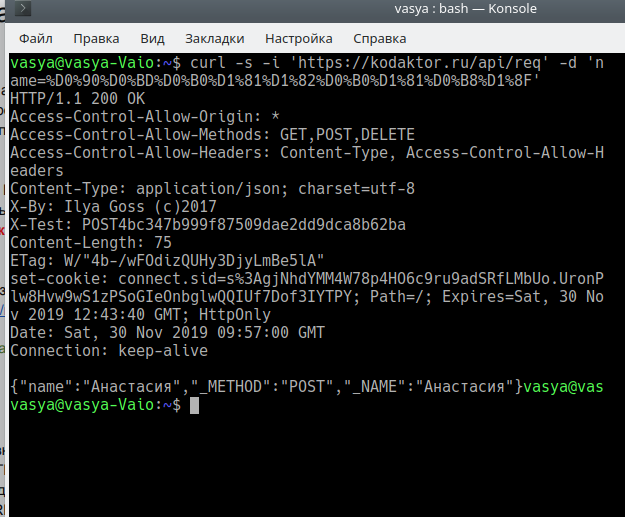 vasya : bash — Konsole
Файл Правка Вид Закладки Настройка Справка
vasya@vasya-Vaio:~$ curl -s -i 'https://kodaktor.ru/api/req' -d 'n
ame=%D0%90%D0%BD%D0%B0%D1%81%D1%82%D0%B0%D1%81%D0%B8%D1%8F'
HTTP/1.1 200 OK
Access-Control-Allow-Origin: *
Access-Control-Allow-Methods: GET,POST,DELETE
Access-Control-Allow-Headers: Content-Type, Access-Control-Allow-H
eaders
Content-Type: application/json; charset=utf-8
X-By: Ilya Goss (c)2017
X-Test: POST4bc347b999f87509dae2dd9dca8b62ba
Content-Length: 75
ETag: W/"4b-/wFOdizQUHy3DjyLmBe5lA"
set-cookie: connect.sid=s%3AgjNhdYMM4W78p4HO6c9ru9adSRfLMbUo.UronP
lw8Hvw9wS1zPSoGIeOnbglwQQIUf7Dof3IYTPY; Path=/; Expires=Sat, 30 No
v 2019 12:43:40 GMT; HttpOnly
Date: Sat, 30 Nov 2019 09:57:00 GMT
Connection: keep-alive
{"name":"Анастасия","_METHOD":"POST","_NAME":"Анастасия"}vasya@vas
vasya@vasya-Vaio:~$